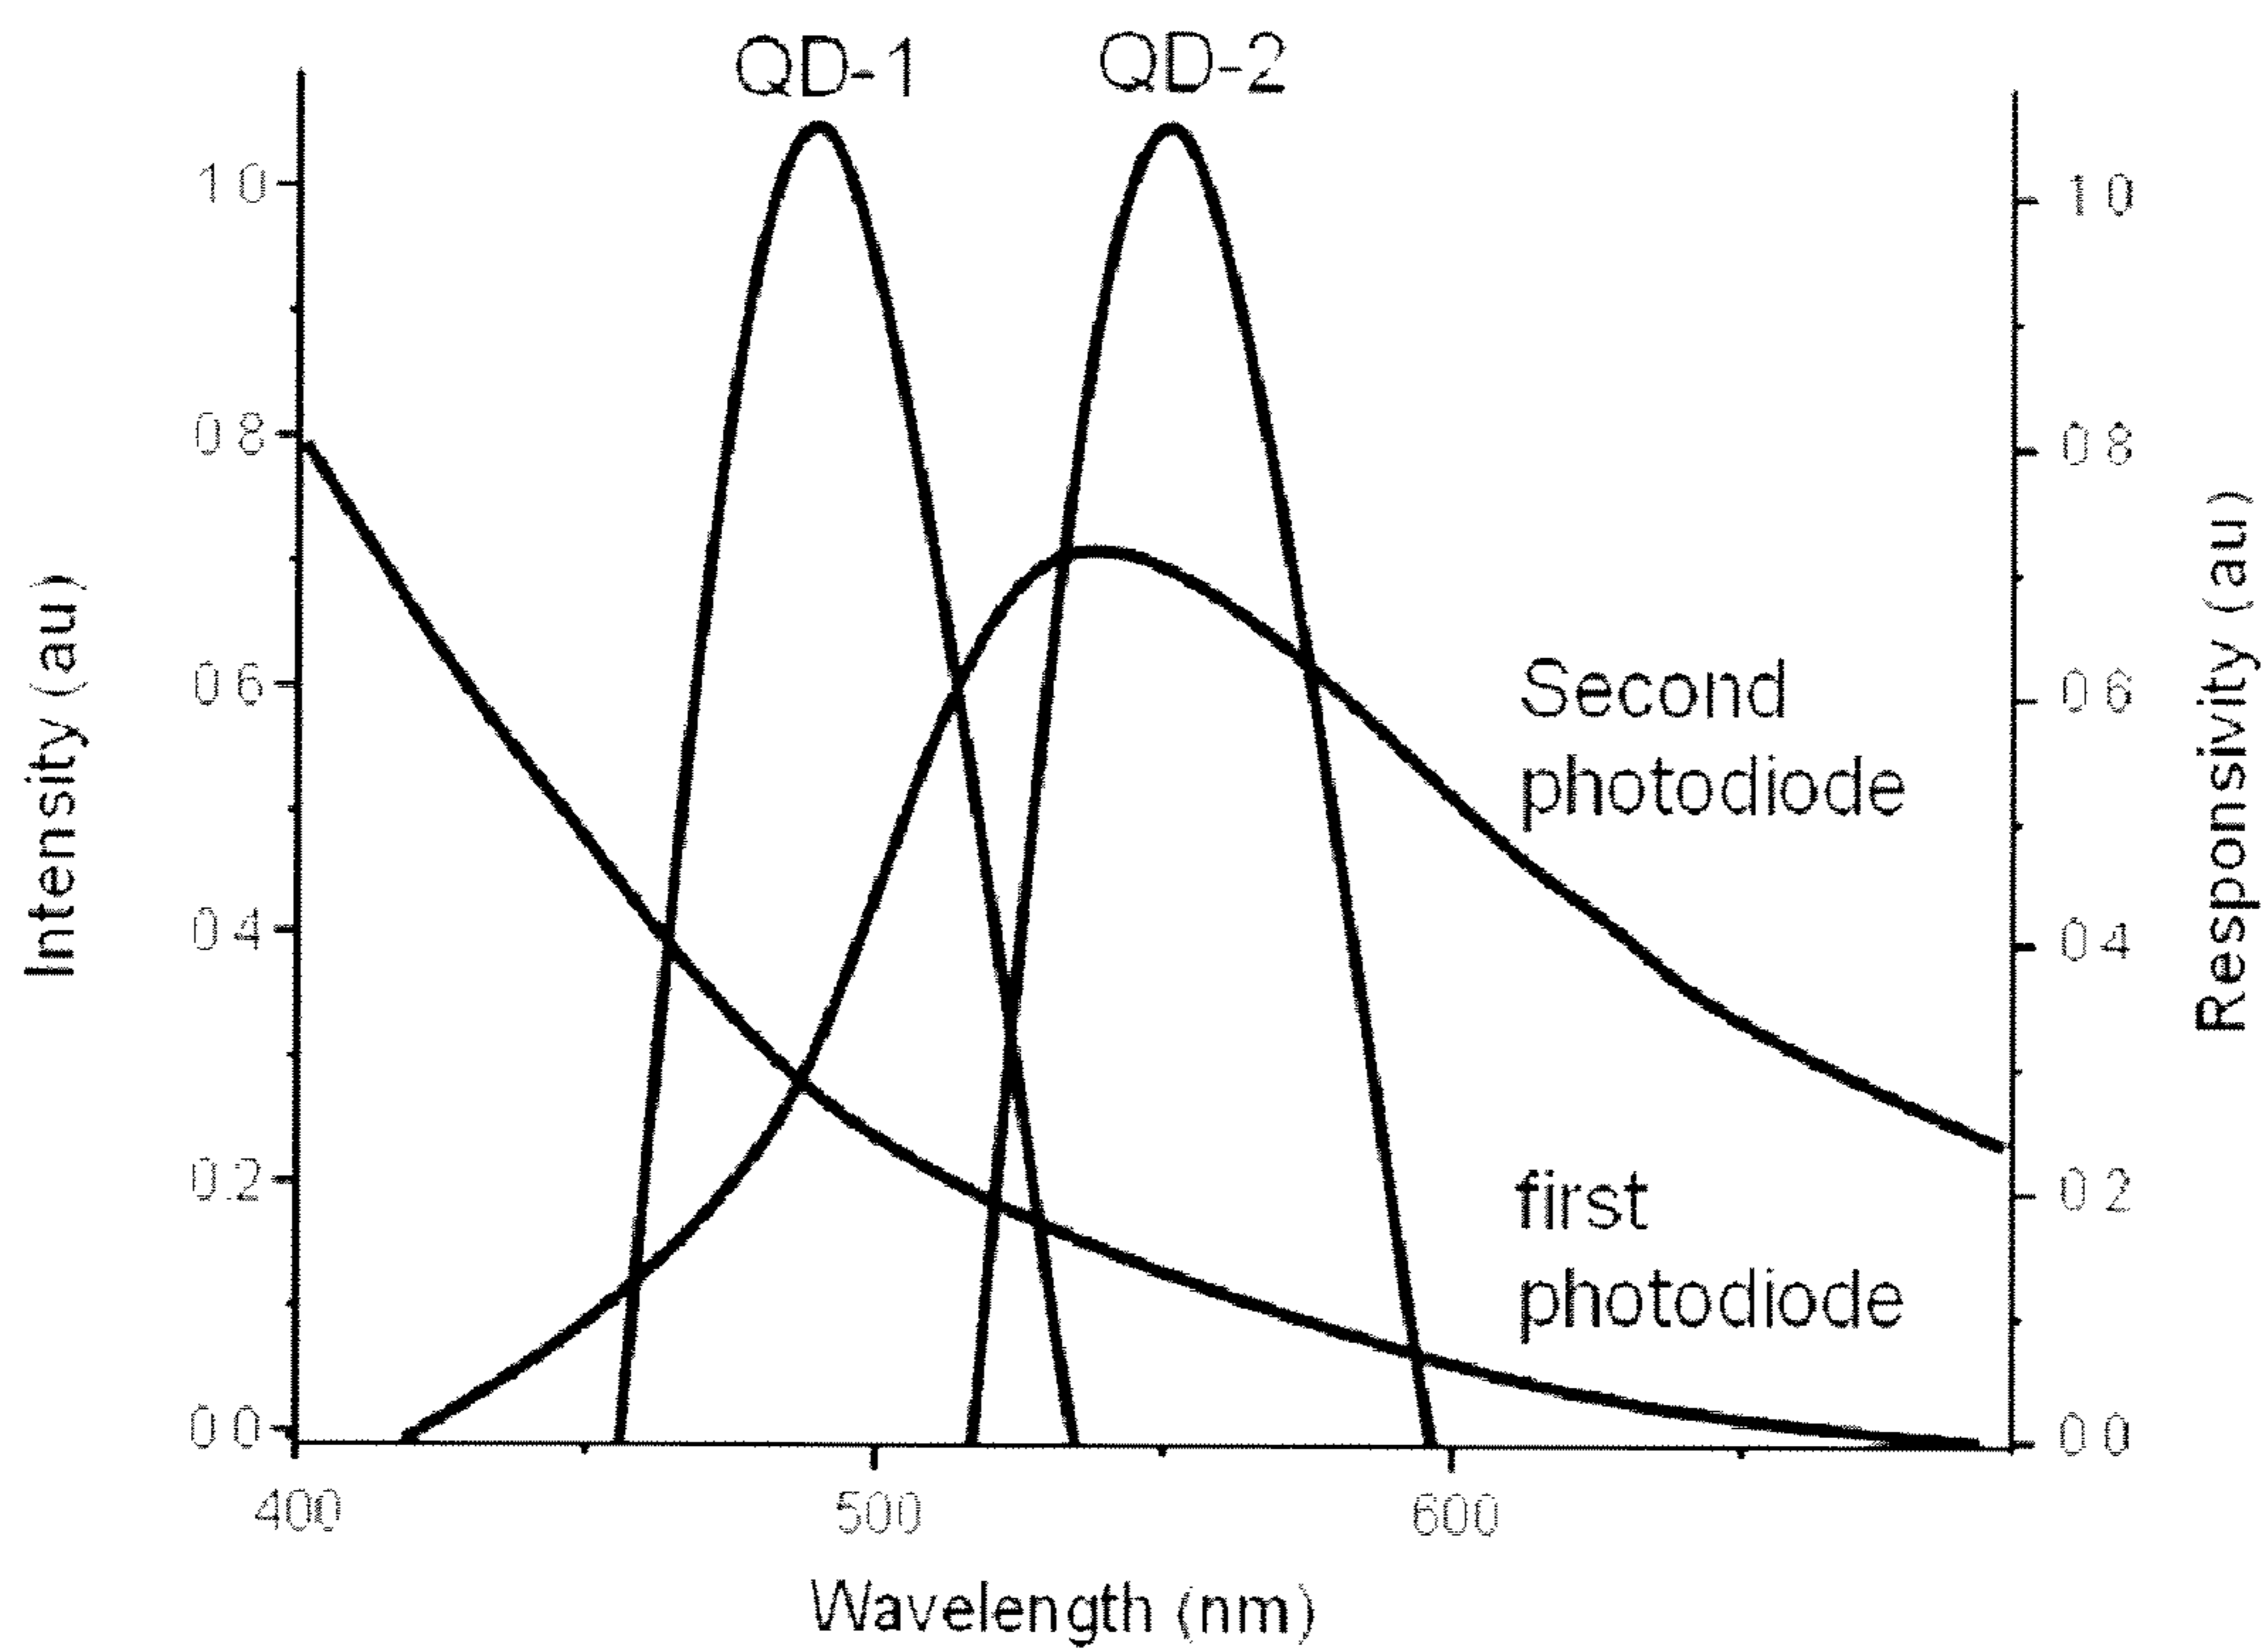 QD-1
QD-2
1 0
0 8
0 6
0 4
0.2
0 0
1 0
0 8
0 6
0 4
0 2
0 0
Intensity (au)
Responsivity (au)
Second
photodiode
first
photodiode
400
500
600
Wavelength (nm)